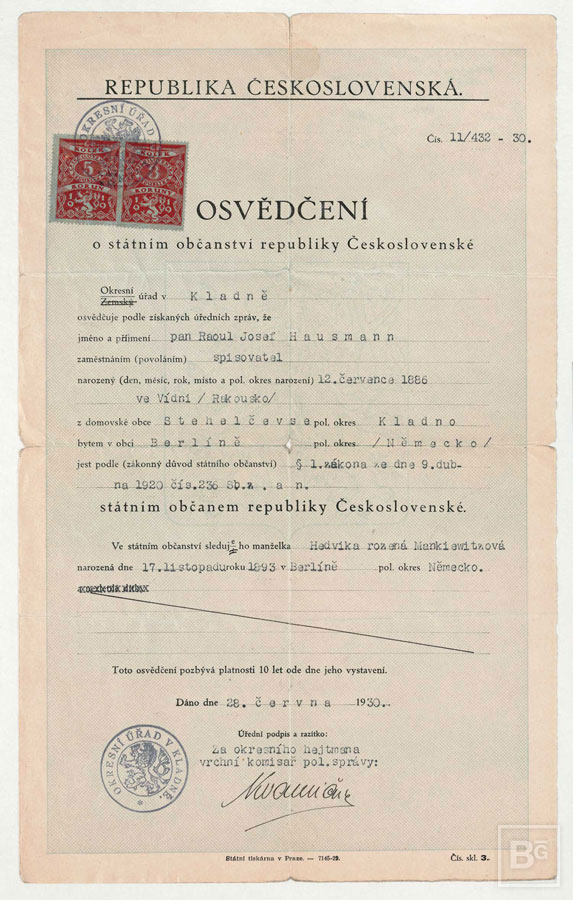 REPUBLIKA ČESKOSLOVENSKÁ.
Čís. 11/432 - 30.
OKRESNÍ ÚŘAD
KOLEK
5
KORUN
1919
KOLEK
3
KORUNY
1919
OSVĚDČENÍ
o státním občanství republiky Československé
Okresní
Zemský úřad v Kladně
osvědčuje podle získaných úředních zpráv, že
jméno a příjmení pan Raoul Josef Hausmann
zaměstnáním (povoláním) spisovatel
narozený (den, měsíc, rok, místo a pol. okres narození) 12.července 1886
ve Vídni /Rakousko/
z domovské obce Stehelčevse pol. okres Kladno
bytem v obci Berlíně pol. okres /Německo/
jest podle (zákonný důvod státního občanství) § 1.zákona ze dne 9.dub-
na 1920 čís.236 Sb.z.an.
státním občanem republiky Československé.
Ve státním občanství sleduje ho manželka Hedvika rozená Mankiewitzová
narozená dne 17.listopadu roku 1893 v Berlíně pol. okres Německo.
Toto osvědčení pozbývá platnosti 10 let ode dne jeho vystavení.
Dáno dne 28. června 1930.
Úřední podpis a razítko:
Za okresního hejtmana
vrchní komisař pol.správy:
OKRESNÍ ÚŘAD V KLADNĚ.
Státní tiskárna v Praze. — 7145-29.
Čís. skl. 3.
BG